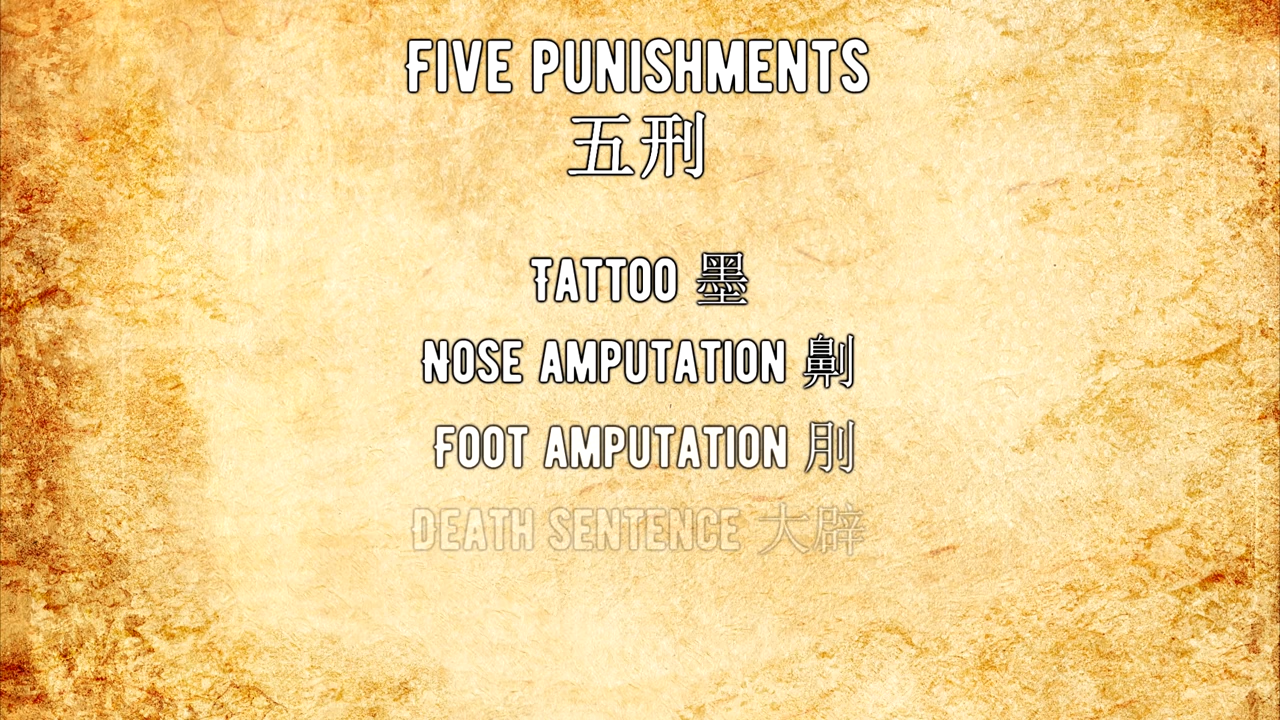 Five Punishments
五刑
Tattoo 墨
Nose amputation 劓
Foot amputation 刖
Death sentence 大辟